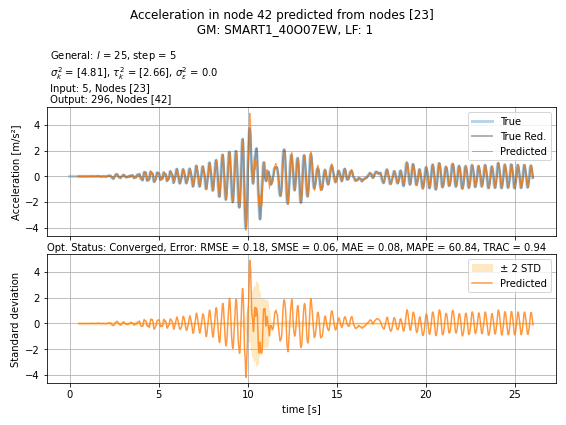 Acceleration in node 42 predicted from nodes [23]
GM: SMART1_40O07EW, LF: 1
General: l = 25, step = 5
σ²ₖ = [4.81], τ²ₖ = [2.66], σ²ε = 0.0
Input: 5, Nodes [23]
Output: 296, Nodes [42]
Acceleration [m/s²]
4
2
0
−2
−4
True
True Red.
Predicted
Opt. Status: Converged, Error: RMSE = 0.18, SMSE = 0.06, MAE = 0.08, MAPE = 60.84, TRAC = 0.94
Standard deviation
4
2
0
−2
−4
± 2 STD
Predicted
0 5 10 15 20 25
time [s]